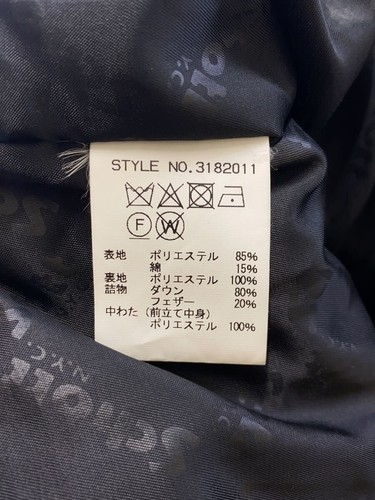 STYLE NO.3182011
F
W
表地 ポリエステル 85%
綿 15%
裏地 ポリエステル 100%
詰物 ダウン 80%
フェザー 20%
中わた (前立て中身)
ポリエステル 100%
Schott
N.Y.C.